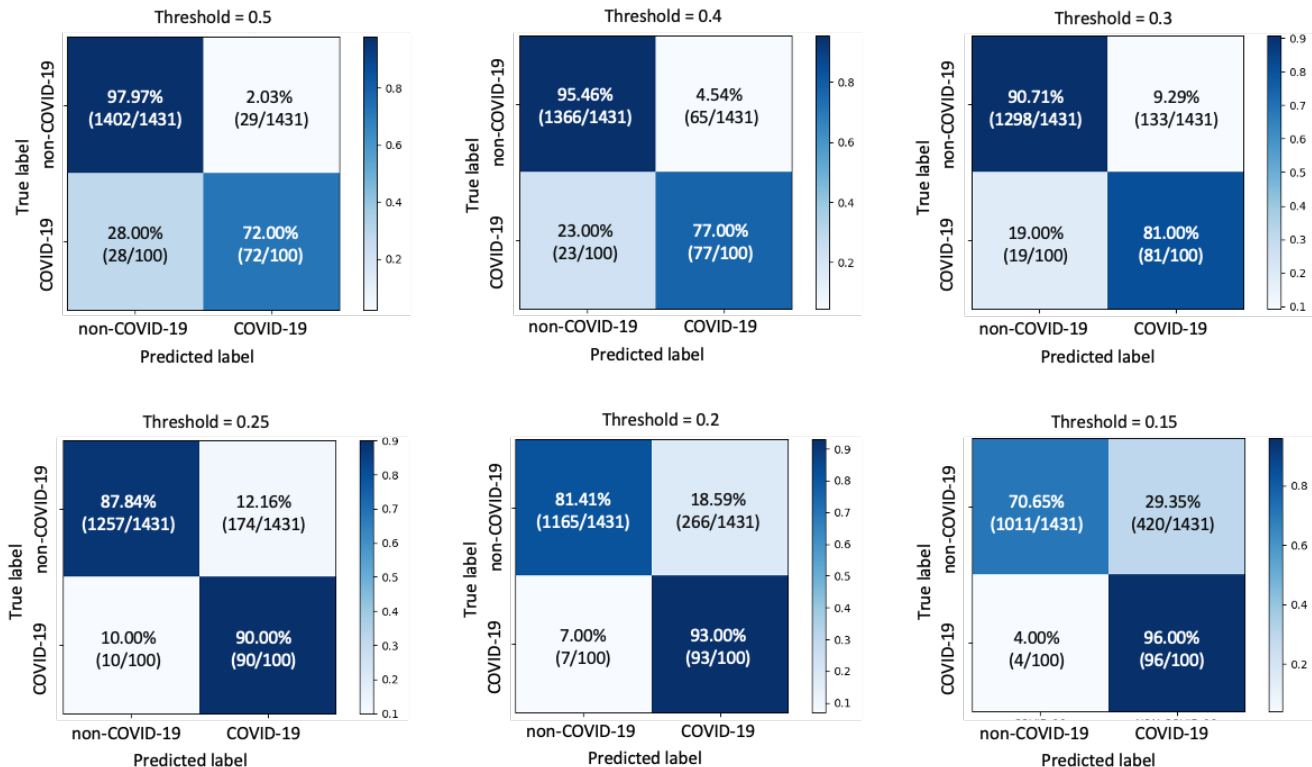 Threshold = 0.5
True label
non-COVID-19
COVID-19
97.97%
(1402/1431)
2.03%
(29/1431)
28.00%
(28/100)
72.00%
(72/100)
0.8
0.6
0.4
0.2
non-COVID-19
COVID-19
Predicted label
Threshold = 0.4
True label
non-COVID-19
COVID-19
95.46%
(1366/1431)
4.54%
(65/1431)
23.00%
(23/100)
77.00%
(77/100)
0.8
0.6
0.4
0.2
non-COVID-19
COVID-19
Predicted label
Threshold = 0.3
True label
non-COVID-19
COVID-19
90.71%
(1298/1431)
9.29%
(133/1431)
19.00%
(19/100)
81.00%
(81/100)
0.9
0.8
0.7
0.6
0.5
0.4
0.3
0.2
0.1
non-COVID-19
COVID-19
Predicted label
Threshold = 0.25
True label
non-COVID-19
COVID-19
87.84%
(1257/1431)
12.16%
(174/1431)
10.00%
(10/100)
90.00%
(90/100)
0.9
0.8
0.7
0.6
0.5
0.4
0.3
0.2
0.1
non-COVID-19
COVID-19
Predicted label
Threshold = 0.2
True label
non-COVID-19
COVID-19
81.41%
(1165/1431)
18.59%
(266/1431)
7.00%
(7/100)
93.00%
(93/100)
0.9
0.8
0.7
0.6
0.5
0.4
0.3
0.2
0.1
non-COVID-19
COVID-19
Predicted label
Threshold = 0.15
True label
non-COVID-19
COVID-19
70.65%
(1011/1431)
29.35%
(420/1431)
4.00%
(4/100)
96.00%
(96/100)
0.8
0.6
0.4
0.2
non-COVID-19
COVID-19
Predicted label